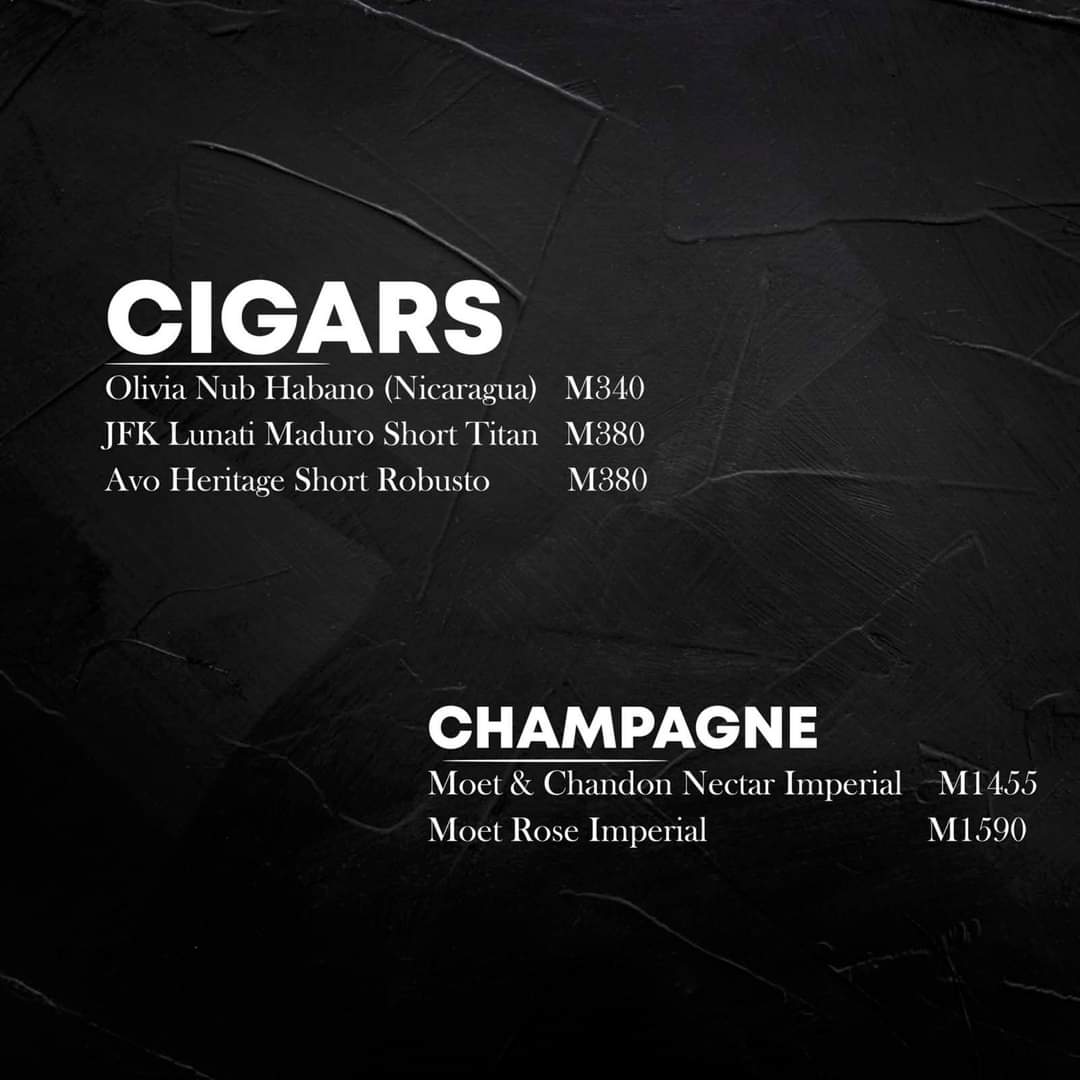 CIGARS
Olivia Nub Habano (Nicaragua) M340
JFK Lunati Maduro Short Titan M380
Avo Heritage Short Robusto M380
CHAMPAGNE
Moet & Chandon Nectar Imperial M1455
Moet Rose Imperial M1590